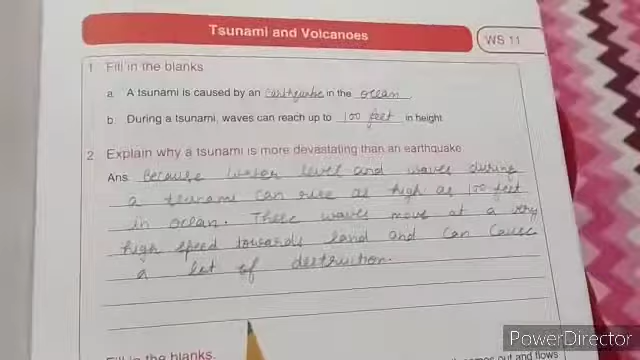 Tsunami and Volcanoes
WS 11
1 Fill in the blanks
a. A tsunami is caused by an earthquake in the ocean
b. During a tsunami, waves can reach up to 100 feet in height
2 Explain why a tsunami is more devastating than an earthquake
Ans Because water level and waves during
a tsunami can rise as high as 100 feet
in ocean. These waves move at a very
high speed towards land and can cause
a lot of destruction.
Fill in the blanks.
out and flows
PowerDirector